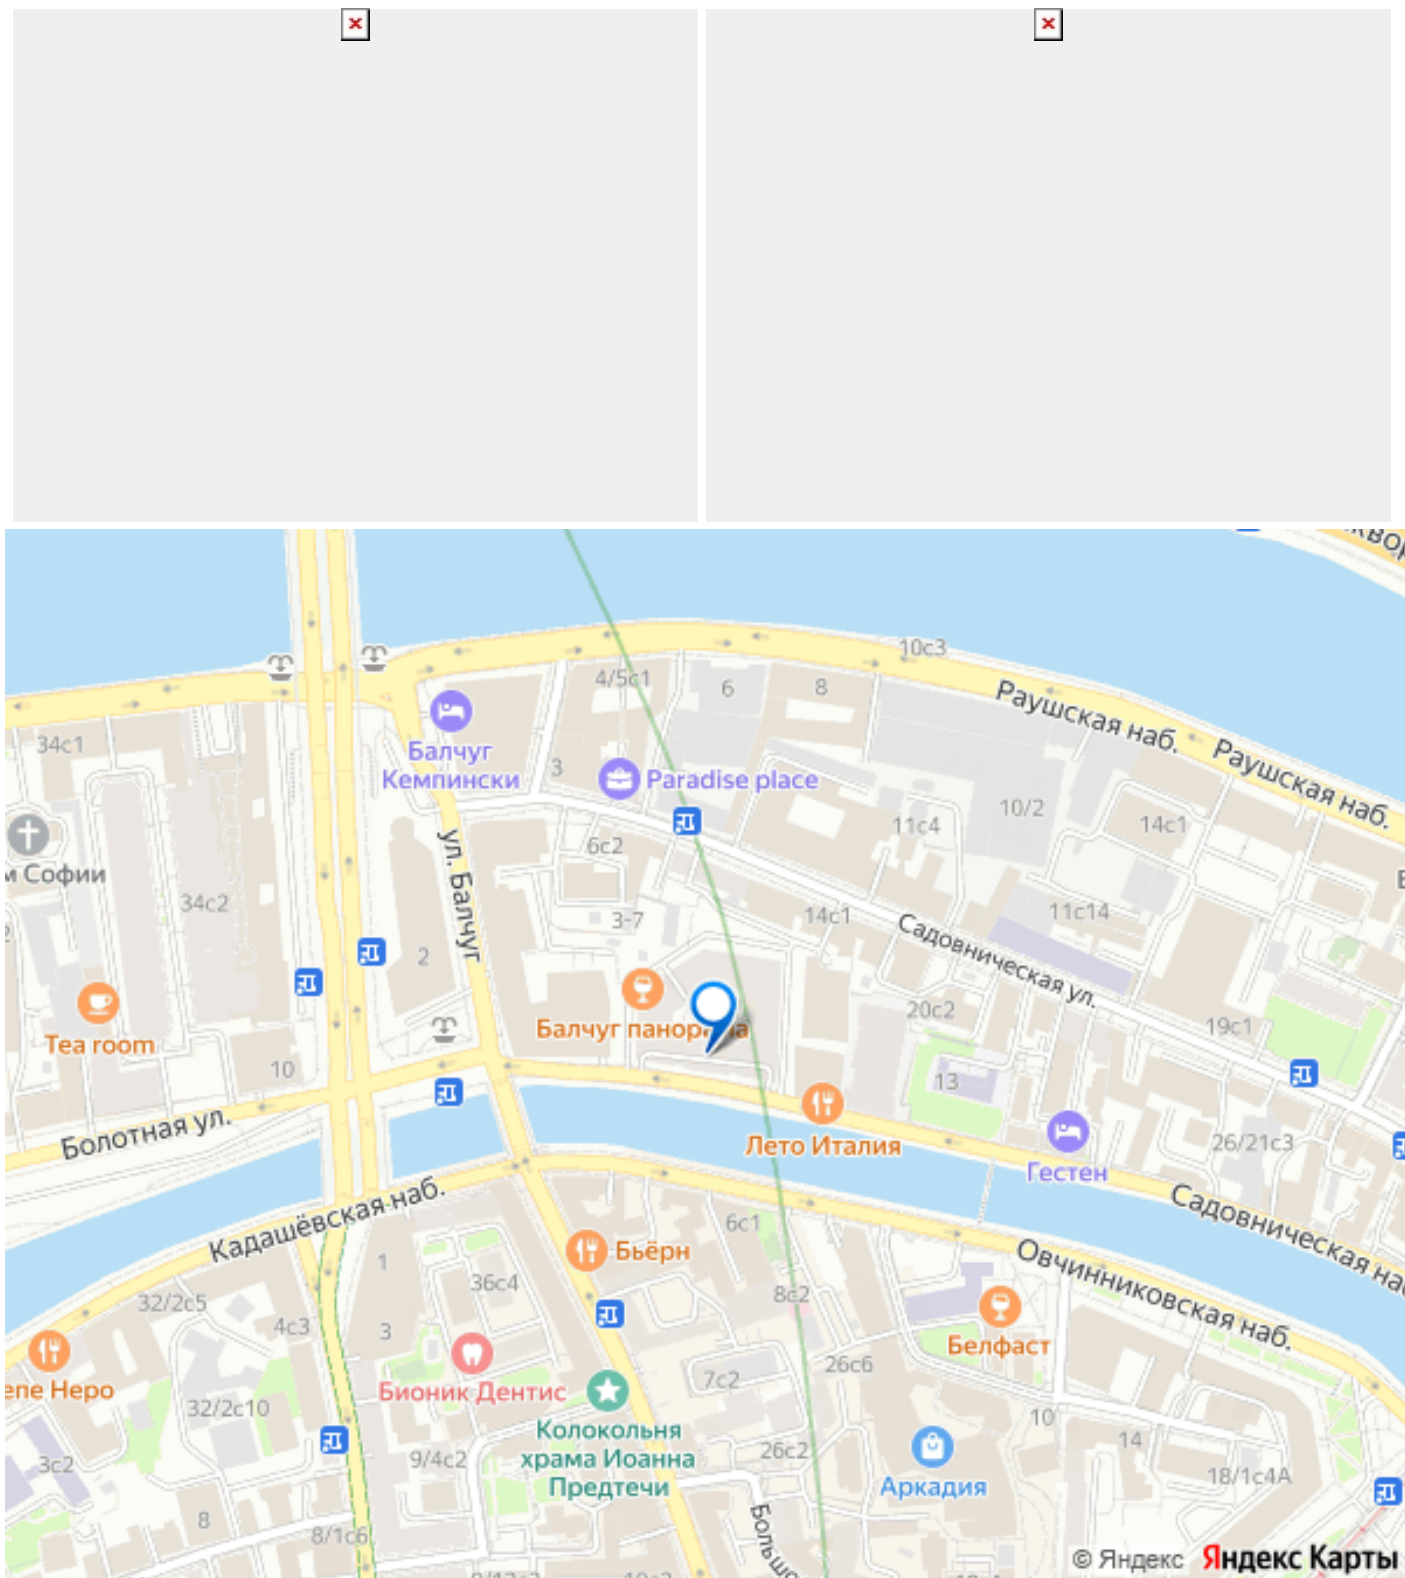 10с3
4/5с1
6
8
Раушская наб.
Раушская наб.
34с1
Балчуг
Кемпински
3
Paradise place
10/2
11с4
14с1
ул. Балчуг
6с2
м Софии
34с2
3-7
14с1
11с14
Садовническая ул.
2
20с2
19с1
Tea room
Балчуг панорама
10
13
Болотная ул.
Лето Италия
Гестен
26/21с3
Садовническая наб
Кадашёвская наб.
6с1
Бьёрн
Овчинниковская наб.
1
36с4
8с2
32/2с5
4с3
3
Белфаст
епе Неро
Бионик Дентис
7с2
26с6
32/2с10
Колокольня
храма Иоанна
Предтечи
10
14
3с2
9/4с2
26с2
Аркадия
18/1с4А
8
8/1с6
Большо
© Яндекс Яндекс Карты